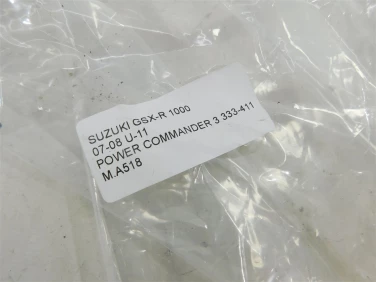 SUZUKI GSX-R 1000
07-08 U-11
POWER COMMANDER 3 333-411
M.A518